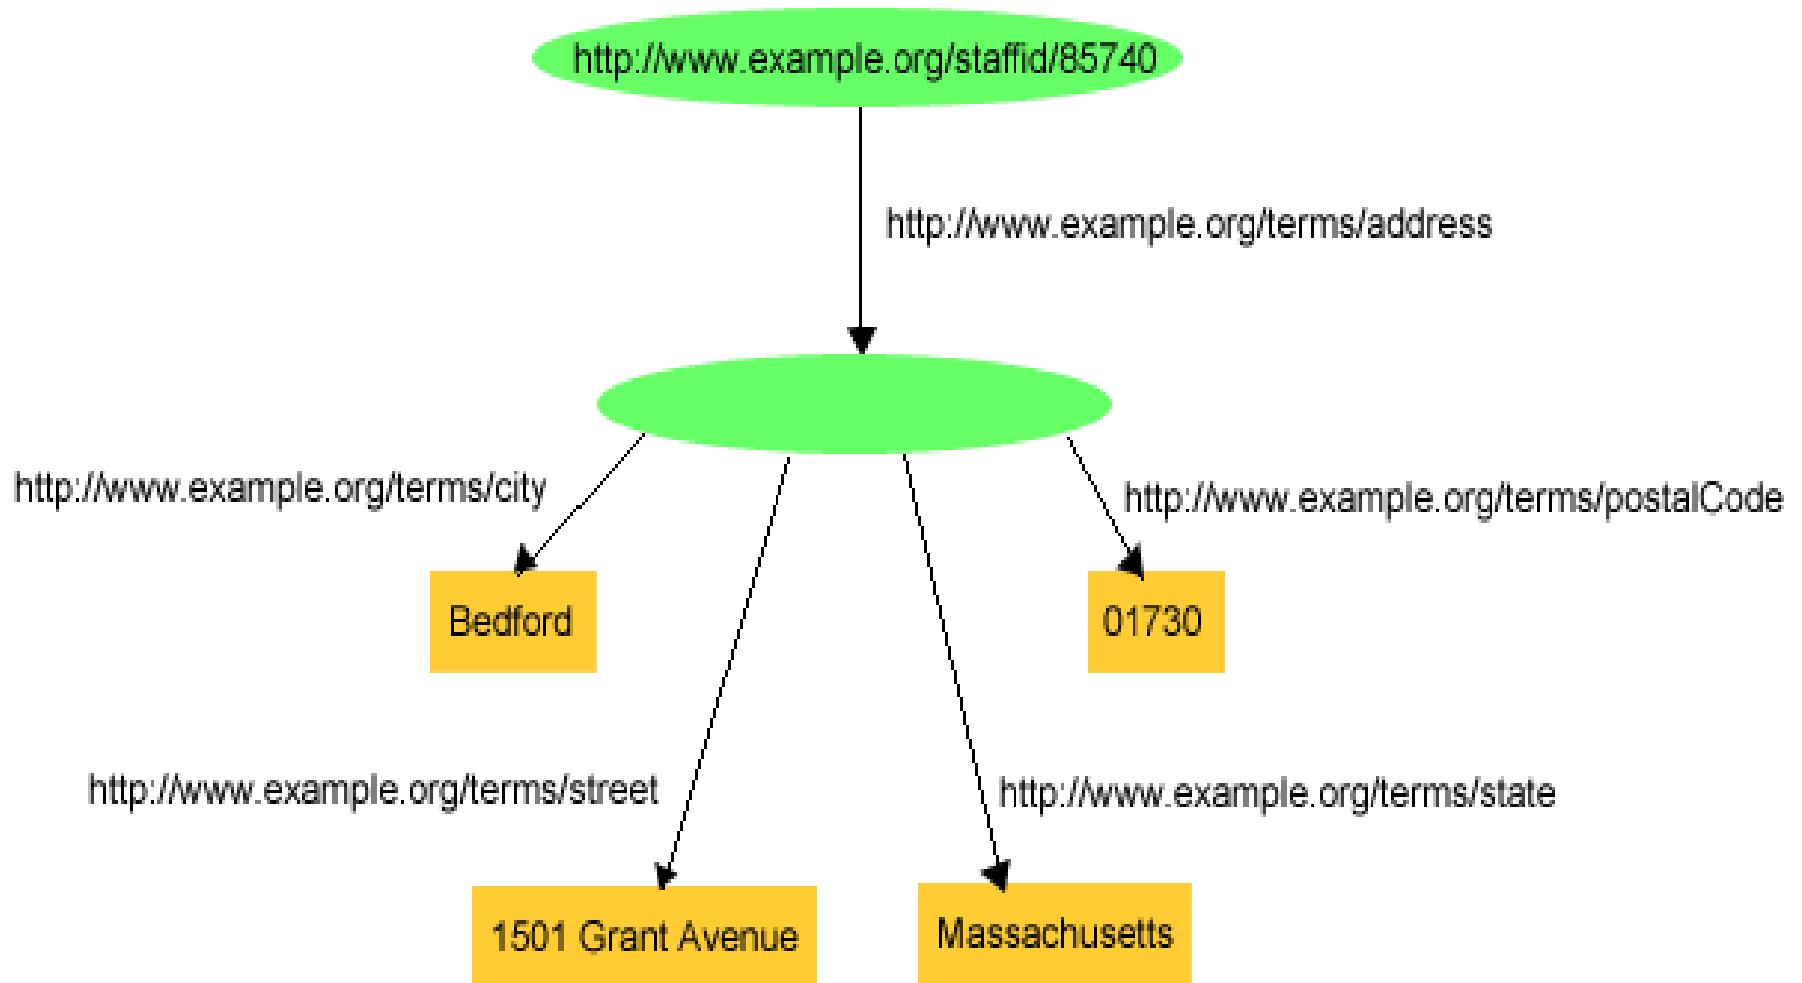 http://www.example.org/staffid/85740
http://www.example.org/terms/address
http://www.example.org/terms/city
http://www.example.org/terms/postalCode
Bedford
01730
http://www.example.org/terms/street
http://www.example.org/terms/state
1501 Grant Avenue
Massachusetts